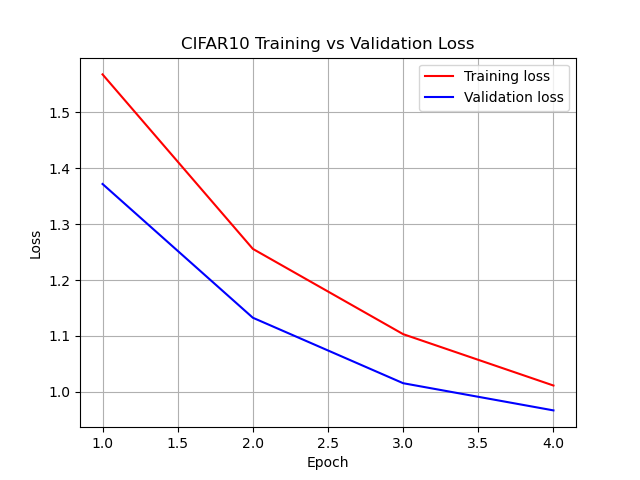 CIFAR10 Training vs Validation Loss
Training loss
Validation loss
1.5
1.4
1.3
1.2
1.1
1.0
Loss
1.0 1.5 2.0 2.5 3.0 3.5 4.0
Epoch